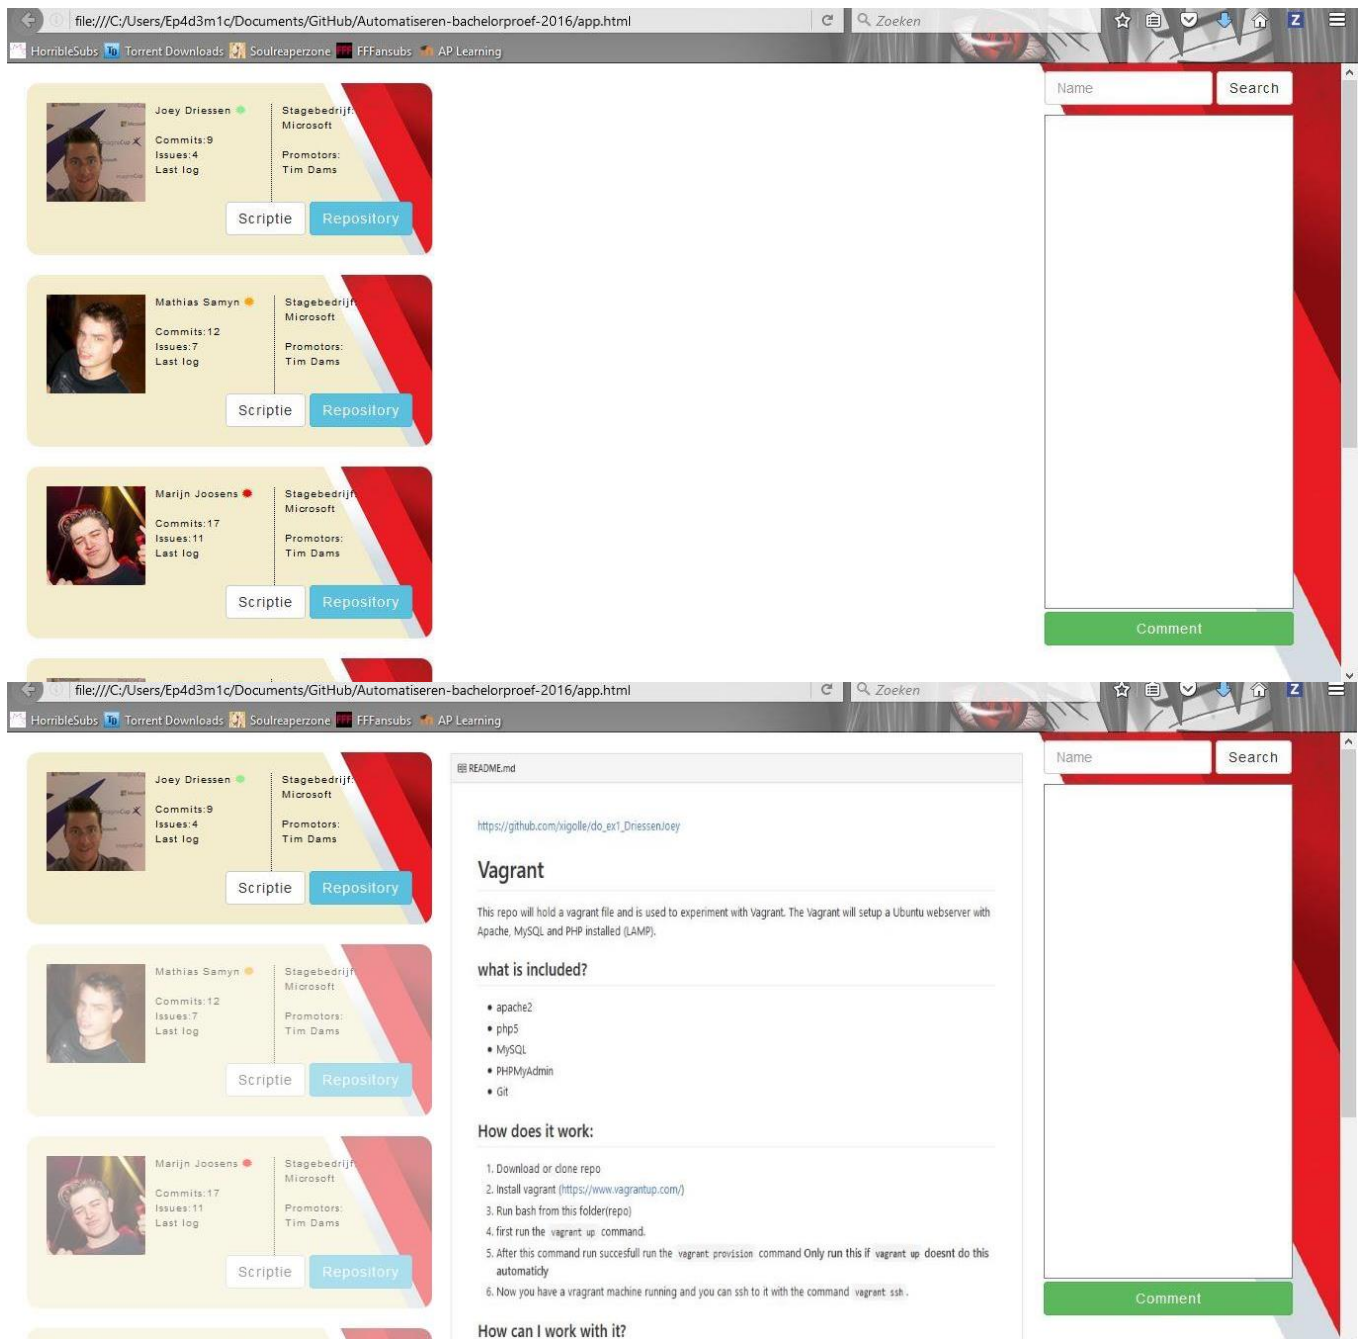 file:///C:/Users/Ep4d3m1c/Documents/GitHub/Automatiseren-bachelorproef-2016/app.html
Zoeken
Z
HorribleSubs Torrent Downloads Soulreaperzone FFFansubs AP Learning
Name
Search
Joey Driessen
Commits:9
Issues:4
Last log
Stagebedrijf:
Microsoft
Promotors:
Tim Dams
Scriptie
Repository
Mathias Samyn
Commits:12
Issues:7
Last log
Stagebedrijf
Microsoft
Promotors:
Tim Dams
Scriptie
Repository
Marijn Joosens
Commits:17
Issues:11
Last log
Stagebedrijf
Microsoft
Promotors:
Tim Dams
Scriptie
Repository
Comment
file:///C:/Users/Ep4d3m1c/Documents/GitHub/Automatiseren-bachelorproef-2016/app.html
Zoeken
Z
HorribleSubs Torrent Downloads Soulreaperzone FFFansubs AP Learning
Name
Search
Joey Driessen
Commits:9
Issues:4
Last log
Stagebedrijf:
Microsoft
Promotors:
Tim Dams
Scriptie
Repository
Mathias Samyn
Commits:12
Issues:7
Last log
Stagebedrijf
Microsoft
Promotors:
Tim Dams
Scriptie
Repository
Marijn Joosens
Commits:17
Issues:11
Last log
Stagebedrijf
Microsoft
Promotors:
Tim Dams
Scriptie
Repository
README.md
https://github.com/xigolle/do_ex1_DriessenJoey
Vagrant
This repo will hold a vagrant file and is used to experiment with Vagrant. The Vagrant will setup a Ubuntu webserver with
Apache, MySQL and PHP installed (LAMP).
what is included?
• apache2
• php5
• MySQL
• PHPMyAdmin
• Git
How does it work:
1. Download or clone repo
2. Install vagrant (https://www.vagrantup.com/)
3. Run bash from this folder(repo)
4. first run the vagrant up command.
5. After this command run succesfull run the vagrant provision command Only run this if vagrant up doesnt do this
automaticly
6. Now you have a vragrant machine running and you can ssh to it with the command vagrant ssh .
How can I work with it?
Comment